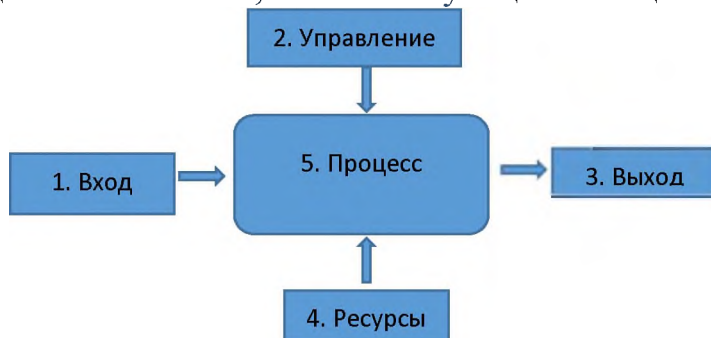 2. Управление
5. Процесс
1. Вход
3. Выход
4. Ресурсы